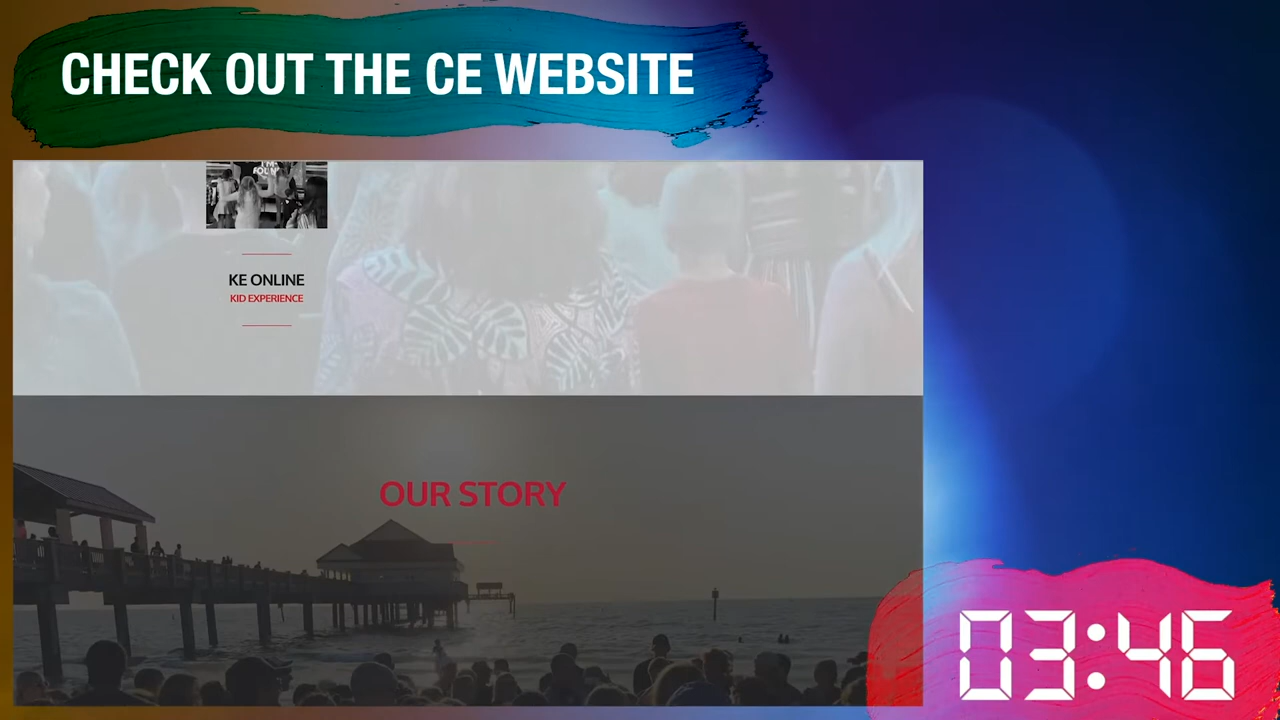 CHECK OUT THE CE WEBSITE
KE ONLINE
KID EXPERIENCE
OUR STORY
03:46